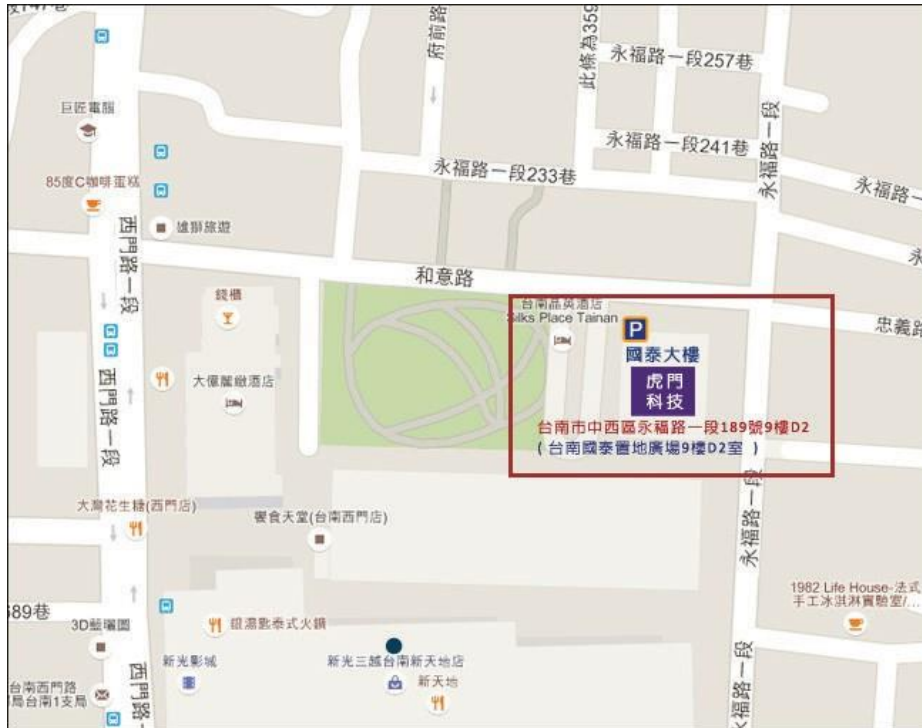 府前路
此條為359
永福路一段257巷
巨匠電腦
永福路一段241巷
永福路一段
永福路一段233巷
85度C咖啡蛋糕
永福路一段
西門路一段
雄獅旅遊
和意路
錢櫃
台南晶英酒店
Silks Place Tainan
P
忠義路
國泰大樓
虎門
科技
大億麗緻酒店
西門路一段
台南市中西區永福路一段189號9樓D2
( 台南國泰置地廣場9樓D2室 )
大灣花生糖(西門店)
饗食天堂(台南西門店)
永福路一段
1982 Life House-法式
手工冰淇淋實驗室/...
689巷
3D藍曬圖
銀湯匙泰式火鍋
新光影城
新光三越台南新天地店
新天地
西門路一
台南西門路
局台南1支局
永福路一段